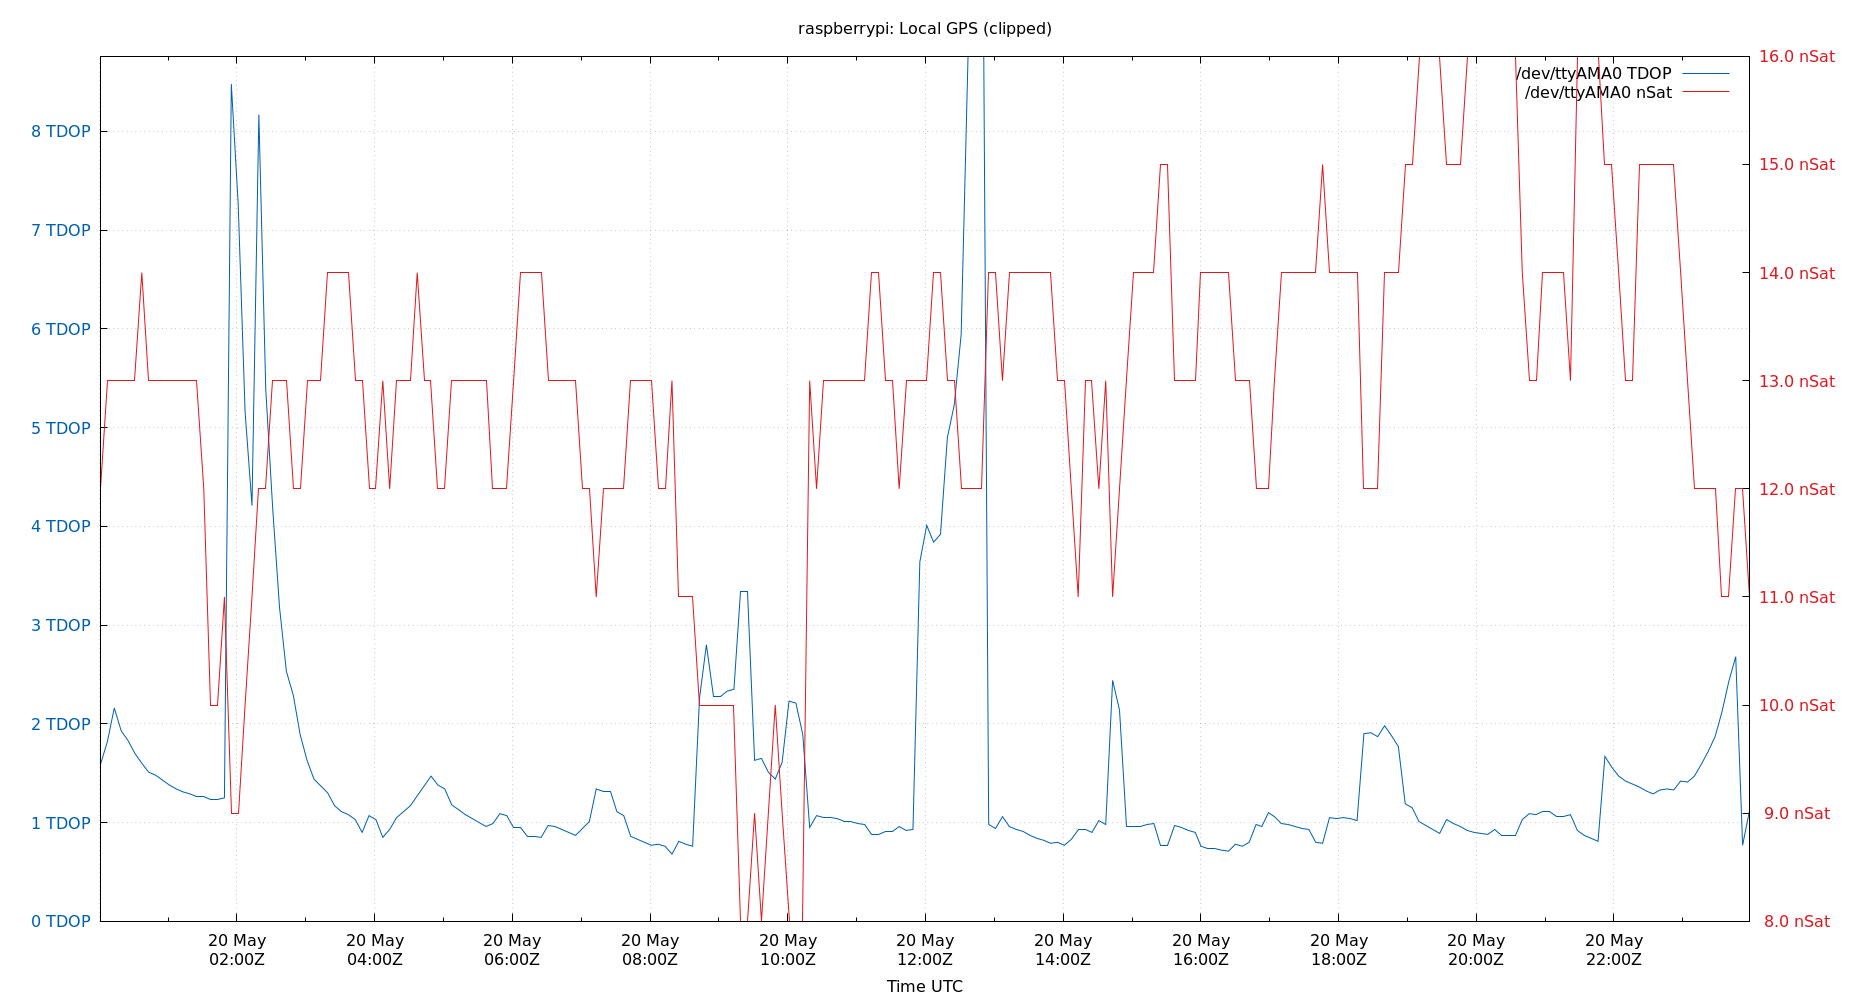 raspberrypi: Local GPS (clipped)
/dev/ttyAMA0 TDOP
/dev/ttyAMA0 nSat
8 TDOP
7 TDOP
6 TDOP
5 TDOP
4 TDOP
3 TDOP
2 TDOP
1 TDOP
0 TDOP
16.0 nSat
15.0 nSat
14.0 nSat
13.0 nSat
12.0 nSat
11.0 nSat
10.0 nSat
9.0 nSat
8.0 nSat
20 May
02:00Z
20 May
04:00Z
20 May
06:00Z
20 May
08:00Z
20 May
10:00Z
20 May
12:00Z
20 May
14:00Z
20 May
16:00Z
20 May
18:00Z
20 May
20:00Z
20 May
22:00Z
Time UTC